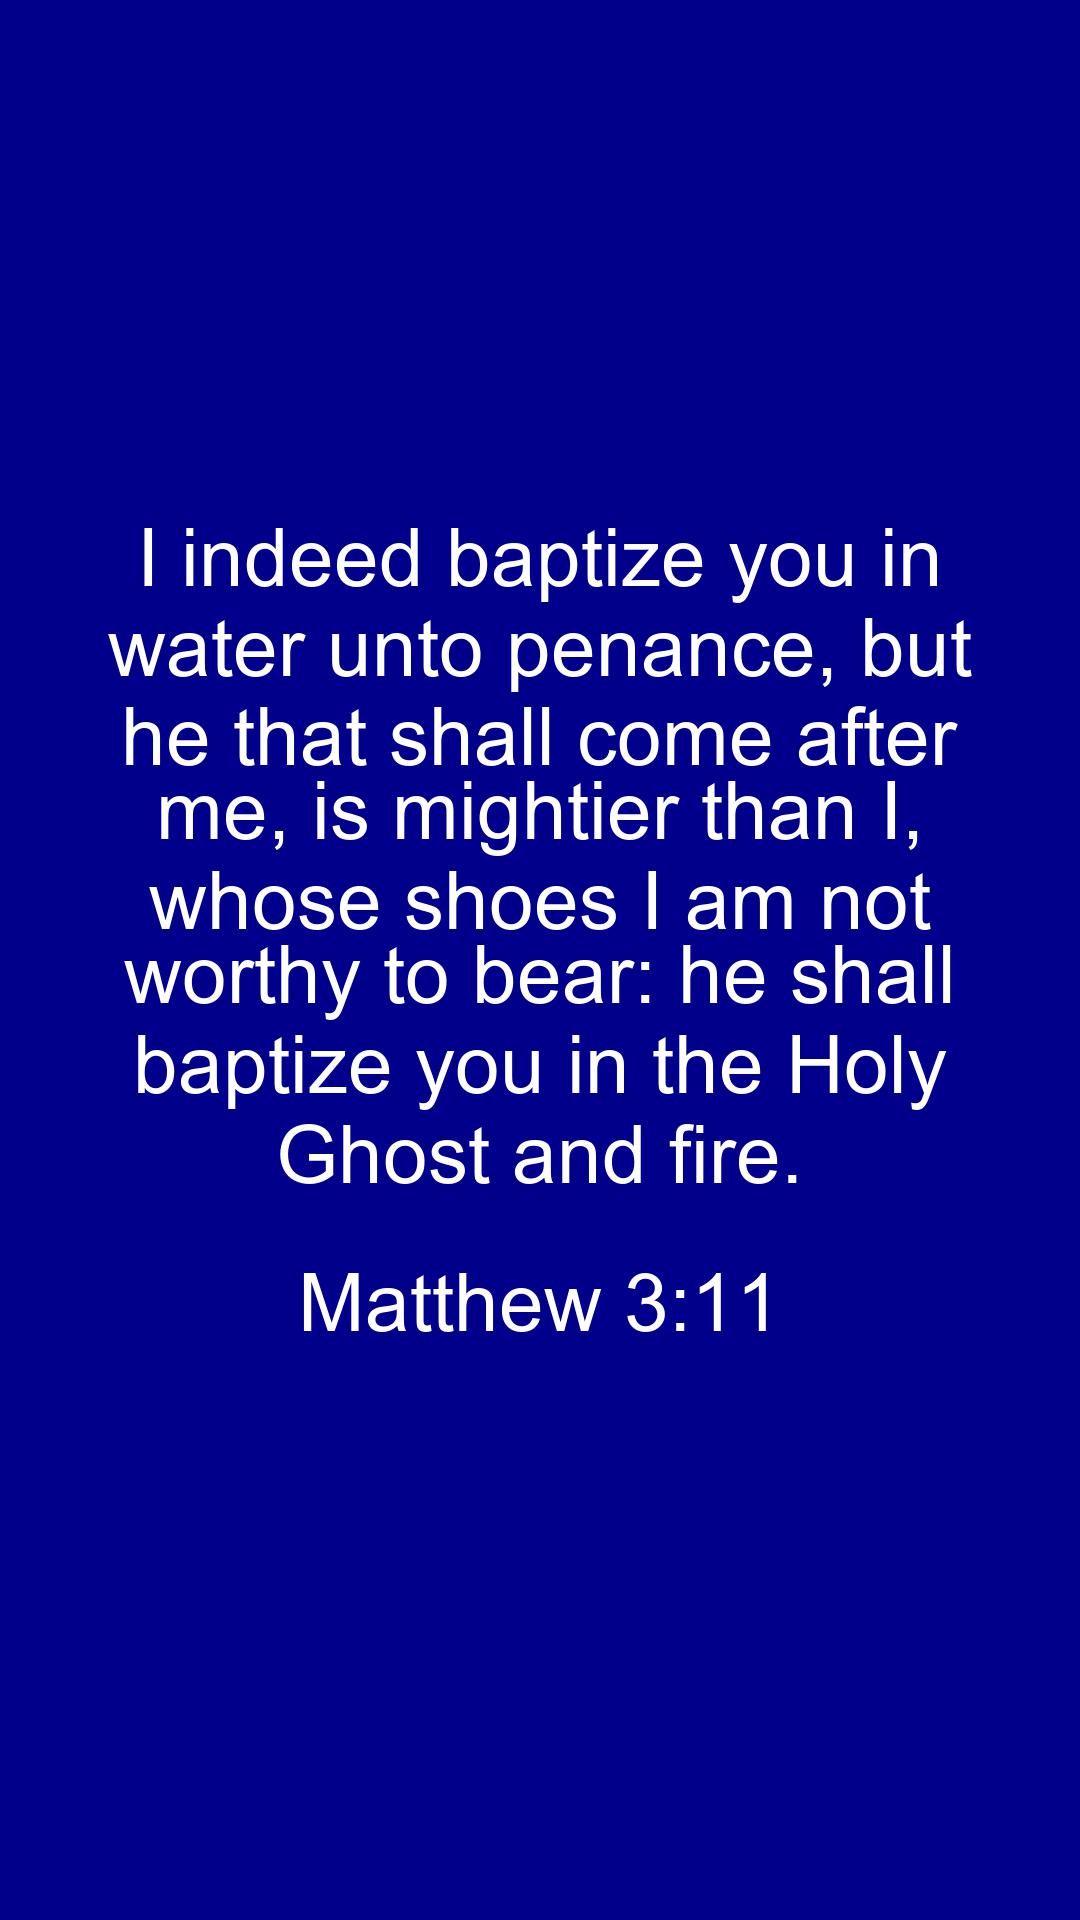 I indeed baptize you in
water unto penance, but
he that shall come after
me, is mightier than I,
whose shoes I am not
worthy to bear: he shall
baptize you in the Holy
Ghost and fire.
Matthew 3:11